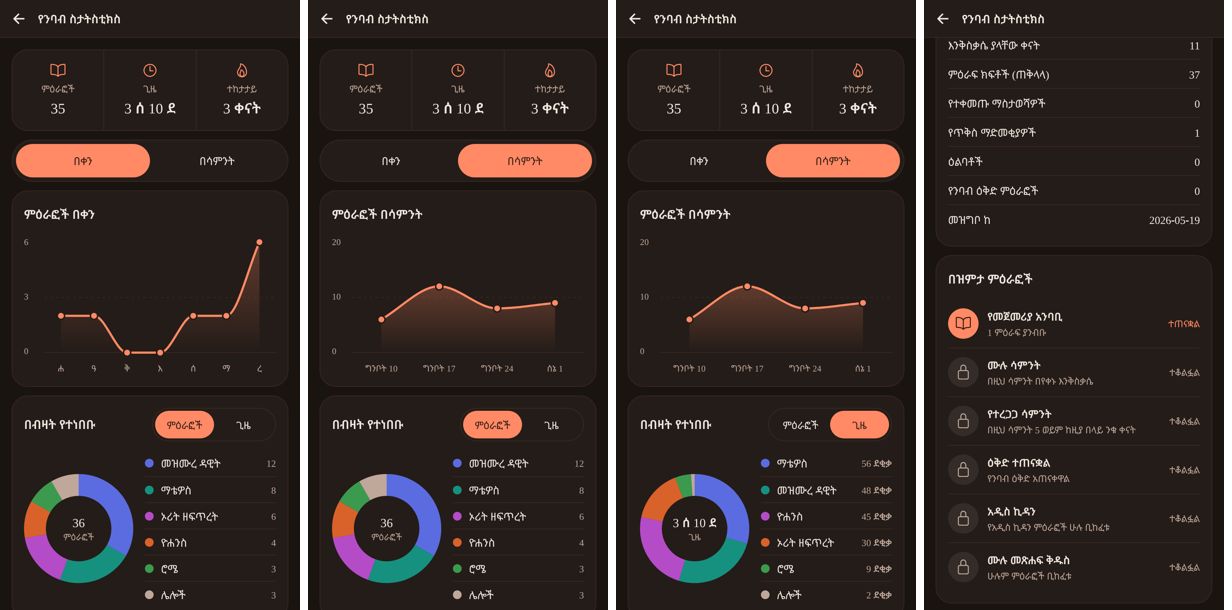 የንባብ ስታትስቲክስ
ምዕራፎች
35
ጊዜ
3 ሰ 10 ደ
ተከታታይ
3 ቀናት
በቀን
በሳምንት
ምዕራፎች በቀን
6
3
0
ሐ
ዓ
ቅ
እ
ሰ
ማ
ረ
በብዛት የተነበቡ
ምዕራፎች
ጊዜ
36
ምዕራፎች
መዝሙረ ዳዊት 12
ማቴዎስ 8
ኦሪት ዘፍጥረት 6
ዮሐንስ 4
ሮሜ 3
ሌሎች 3
የንባብ ስታትስቲክስ
ምዕራፎች
35
ጊዜ
3 ሰ 10 ደ
ተከታታይ
3 ቀናት
በቀን
በሳምንት
ምዕራፎች በሳምንት
20
10
0
ግንቦት 10
ግንቦት 17
ግንቦት 24
ሰኔ 1
በብዛት የተነበቡ
ምዕራፎች
ጊዜ
36
ምዕራፎች
መዝሙረ ዳዊት 12
ማቴዎስ 8
ኦሪት ዘፍጥረት 6
ዮሐንስ 4
ሮሜ 3
ሌሎች 3
የንባብ ስታትስቲክስ
ምዕራፎች
35
ጊዜ
3 ሰ 10 ደ
ተከታታይ
3 ቀናት
በቀን
በሳምንት
ምዕራፎች በሳምንት
20
10
0
ግንቦት 10
ግንቦት 17
ግንቦት 24
ሰኔ 1
በብዛት የተነበቡ
ምዕራፎች
ጊዜ
3 ሰ 10 ደ
ጊዜ
ማቴዎስ 56 ደቂቃ
መዝሙረ ዳዊት 48 ደቂቃ
ዮሐንስ 45 ደቂቃ
ኦሪት ዘፍጥረት 30 ደቂቃ
ሮሜ 9 ደቂቃ
ሌሎች 2 ደቂቃ
የንባብ ስታትስቲክስ
እንቅስቃሴ ያላቸው ቀናት 11
ምዕራፍ ክፍቶች (ጠቅላላ) 37
የተቀመጡ ማስታወሻዎች 0
የጥቅስ ማድመቂያዎች 1
ዕልባቶች 0
የንባብ ዕቅድ ምዕራፎች 0
መዝግቦ ከ 2026-05-19
በዝምታ ምዕራፎች
የመጀመሪያ አንባቢ
1 ምዕራፍ ያንብቡ
ተጠናቋል
ሙሉ ሳምንት
በዚህ ሳምንት በየቀኑ እንቅስቃሴ
ተቆልፏል
የተረጋጋ ሳምንት
በዚህ ሳምንት 5 ወይም ከዚያ በላይ ንቁ ቀናት
ተቆልፏል
ዕቅድ ተጠናቋል
የንባብ ዕቅድ አጠናቀዋል
ተቆልፏል
አዲስ ኪዳን
የአዲስ ኪዳን ምዕራፎች ሁሉ ቢከፈቱ
ተቆልፏል
ሙሉ መጽሐፍ ቅዱስ
ሁሉም ምዕራፎች ቢከፈቱ
ተቆልፏል